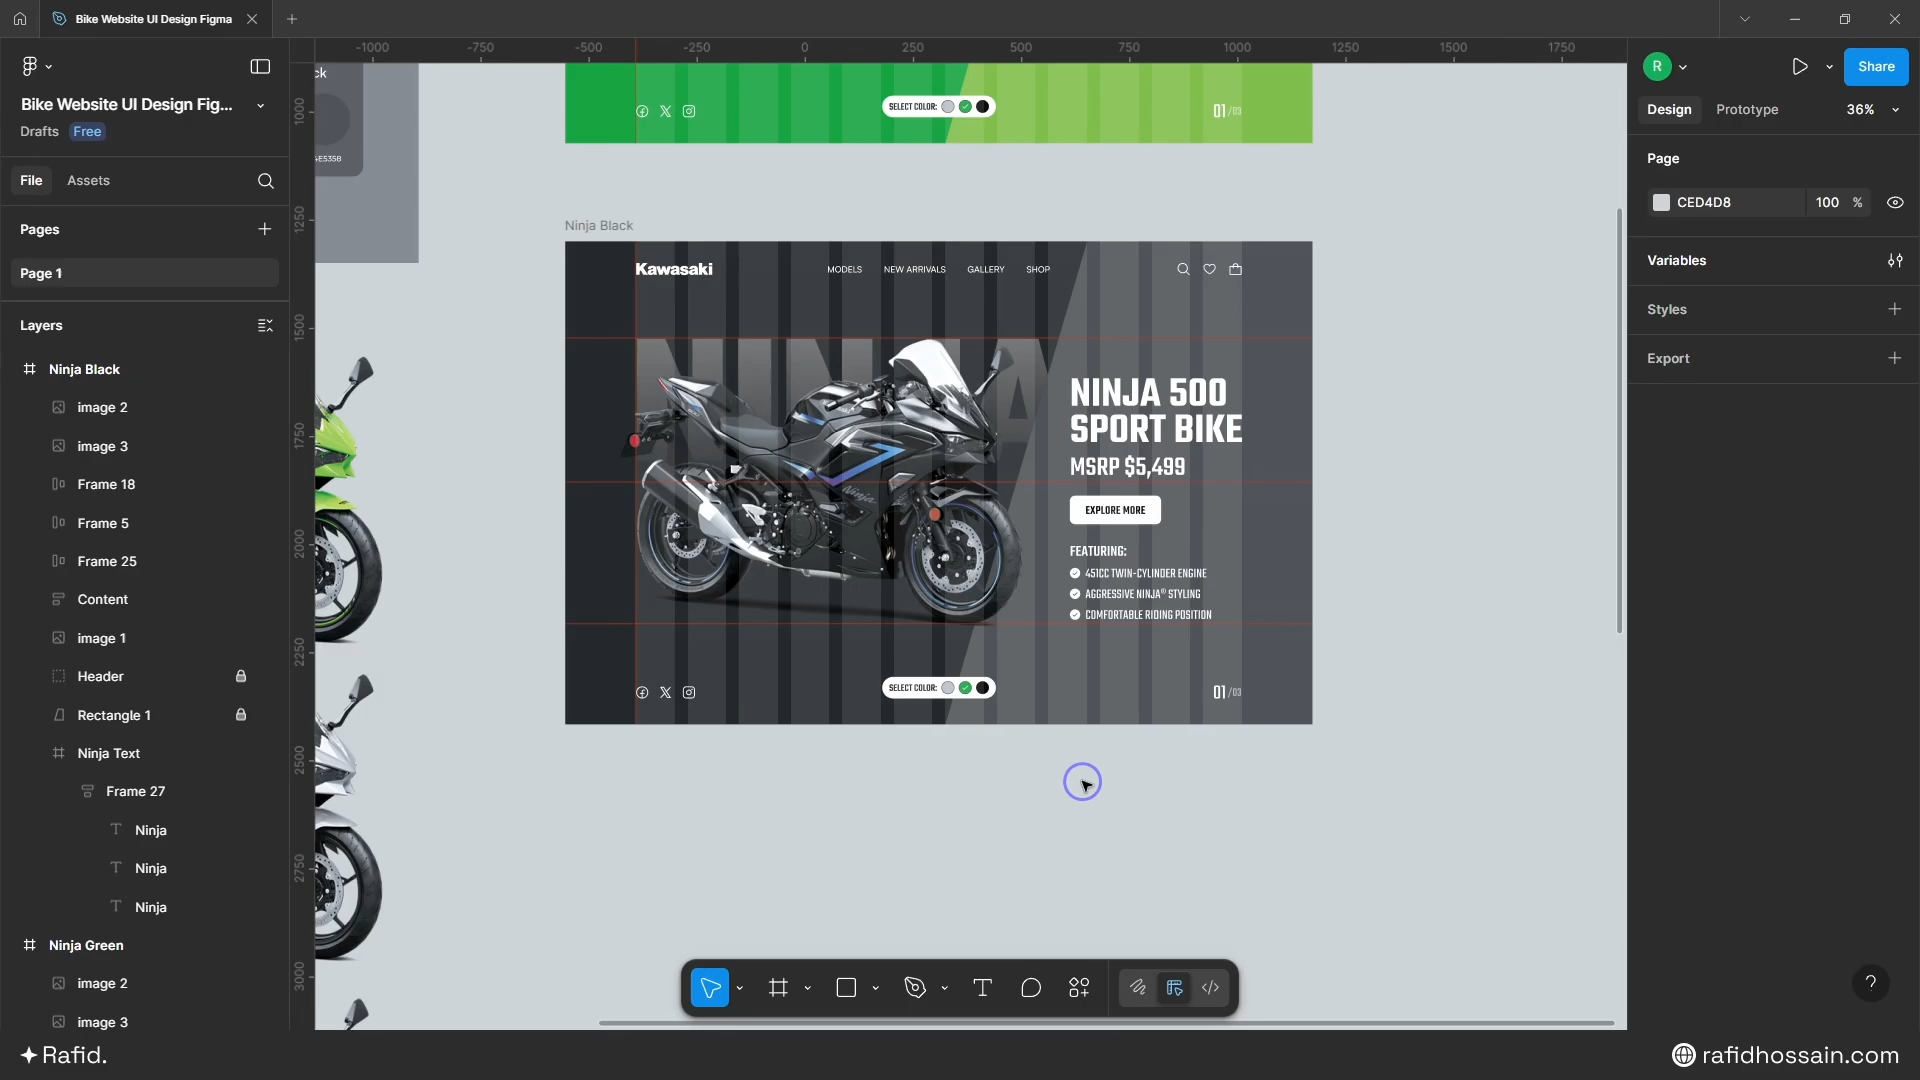 Bike Website UI Design Figma
-1000 -750 -500 -250 0 250 500 750 1000 1250 1500 1750
R
Share
Bike Website UI Design Fig...
Drafts Free
Design Prototype 36%
File Assets
Page
CED4D8 100 %
Pages
Page 1
Variables
Styles
Export
Layers
Ninja Black
image 2
image 3
Frame 18
Frame 5
Frame 25
Content
image 1
Header
Rectangle 1
Ninja Text
Frame 27
Ninja
Ninja
Ninja
Ninja Green
image 2
image 3
1000
1250
1500
1750
2000
2250
2500
2750
3000
ck
4E5358
SELECT COLOR:
01 /03
Ninja Black
Kawasaki
MODELS NEW ARRIVALS GALLERY SHOP
NINJA
NINJA 500
SPORT BIKE
MSRP $5,499
EXPLORE MORE
FEATURING:
451CC TWIN-CYLINDER ENGINE
AGGRESSIVE NINJA® STYLING
COMFORTABLE RIDING POSITION
Ninja
SELECT COLOR:
01 /03
?
Rafid.
rafidhossain.com